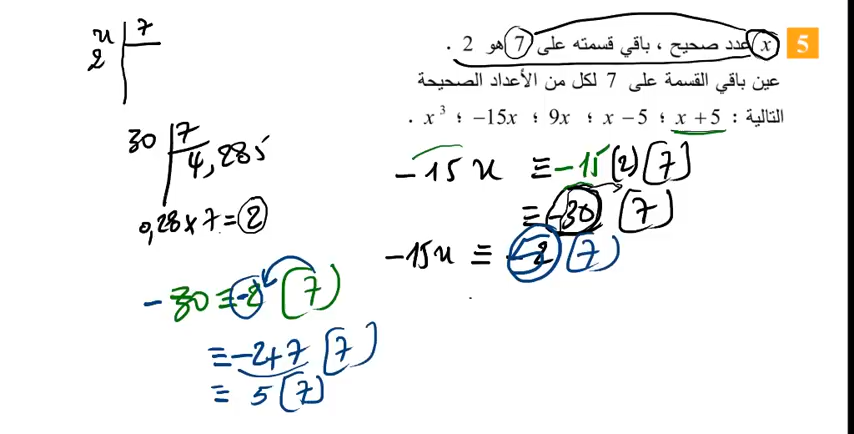 5 x عدد صحيح ، باقي قسمته على 7 هو 2 .
عين باقي القسمة على 7 لكل من الأعداد الصحيحة
التالية : x + 5 ؛ x − 5 ؛ 9x ؛ −15x ؛ x³ .
x | 7
2
30 | 7
4,285
0,28 × 7 = 2
-15x ≡ -15(2) [7]
≡ -30 [7]
-15x ≡ -2 [7]
-30 ≡ -2 [7]
≡ -2+7 [7]
≡ 5 [7]